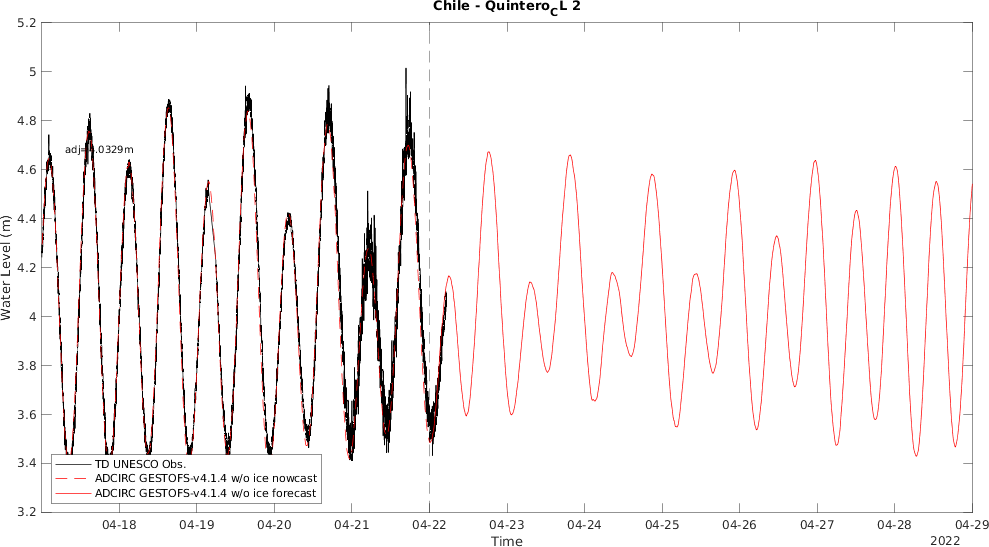 Chile - Quintero_CL 2
5.2
5
4.8
4.6
4.4
4.2
4
3.8
3.6
3.4
3.2
Water Level (m)
.0329m
TD UNESCO Obs.
ADCIRC GESTOFS-v4.1.4 w/o ice nowcast
ADCIRC GESTOFS-v4.1.4 w/o ice forecast
04-18 04-19 04-20 04-21 04-22 04-23 04-24 04-25 04-26 04-27 04-28 04-29
Time
2022